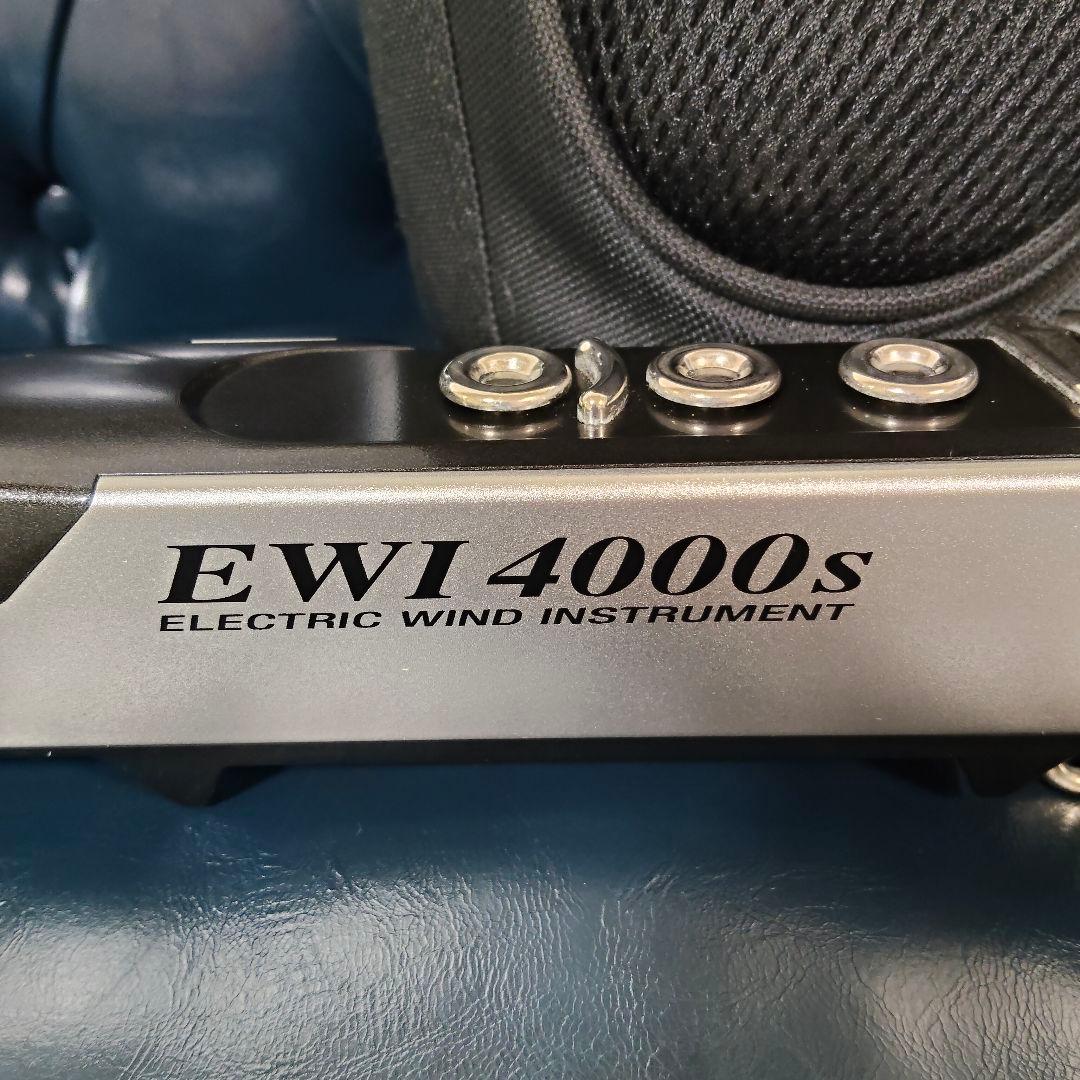 EWI 4000s
ELECTRIC WIND INSTRUMENT